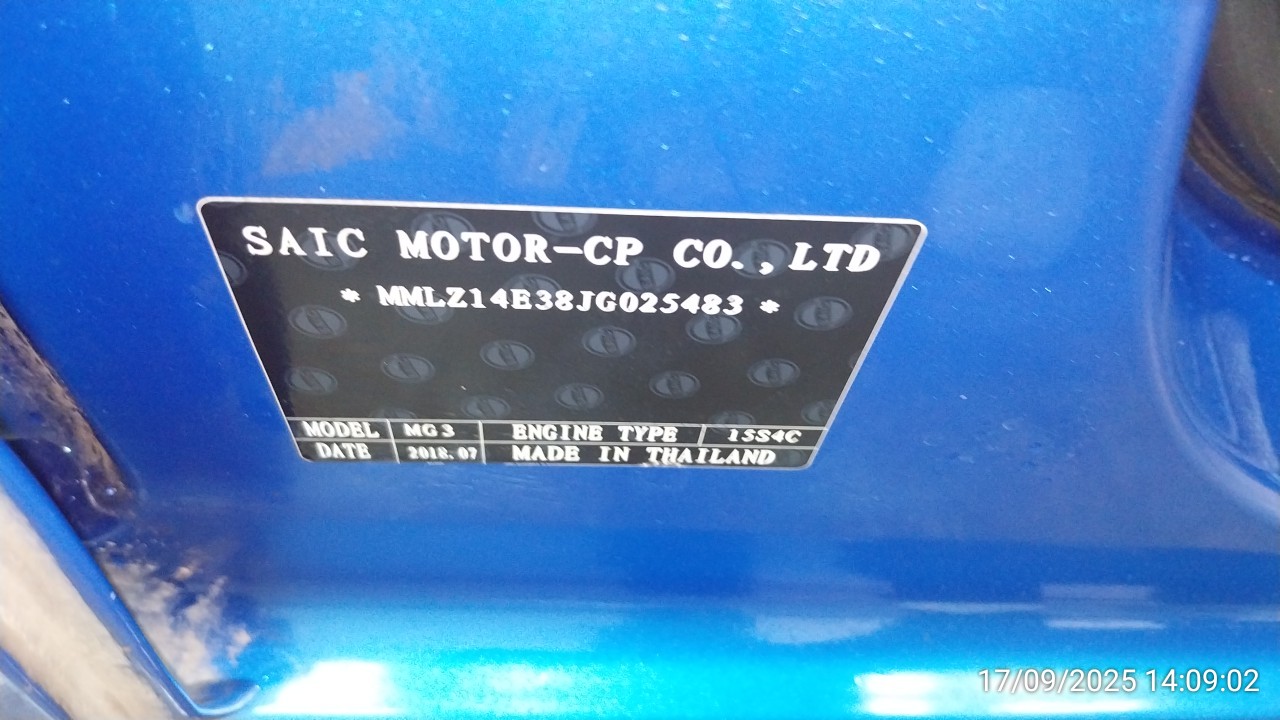 SAIC MOTOR-CP CO.,LTD
* MMLZ14E38JG025483 *
MODEL MG3 ENGINE TYPE 15S4C
DATE 2018.07 MADE IN THAILAND
17/09/2025 14:09:02